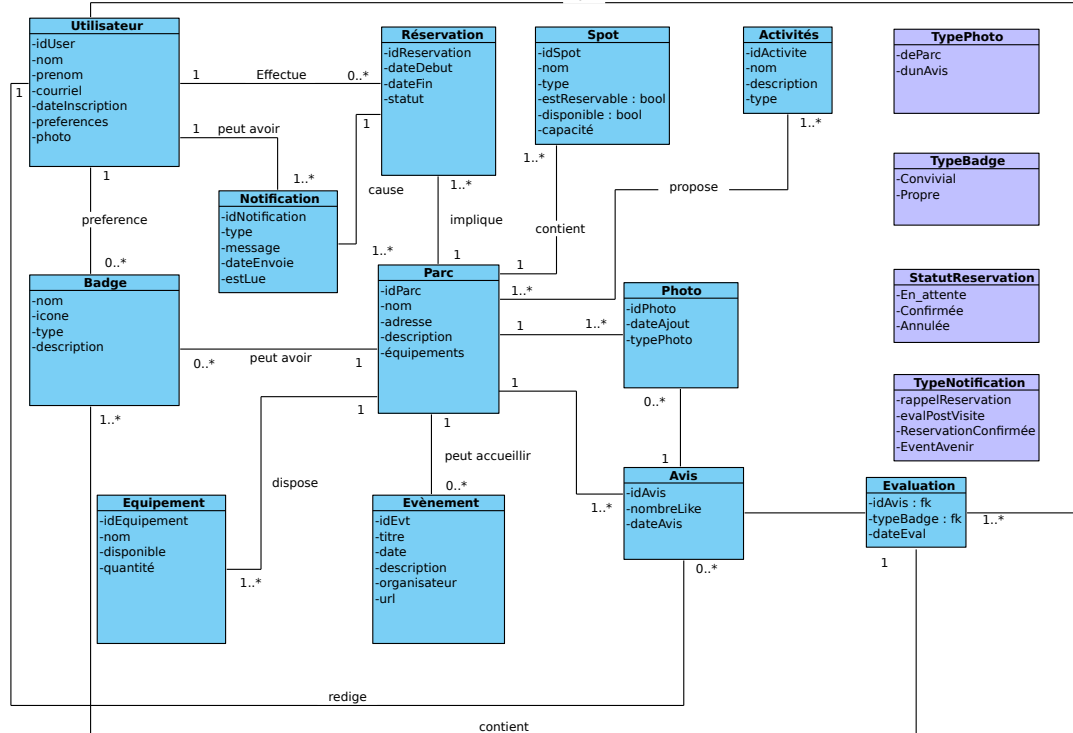 Utilisateur
-idUser
-nom
-prenom
-courriel
-dateInscription
-preferences
-photo
Réservation
-idReservation
-dateDebut
-dateFin
-statut
Spot
-idSpot
-nom
-type
-estReservable : bool
-disponible : bool
-capacité
Activités
-idActivite
-nom
-description
-type
TypePhoto
-deParc
-dunAvis
1
1
Effectue
0..*
1
peut avoir
1..*
1
cause
1
preference
0..*
1..*
implique
1
1..*
contient
1
1..*
propose
1..*
TypeBadge
-Convivial
-Propre
Notification
-idNotification
-type
-message
-dateEnvoie
-estLue
1..*
Badge
-nom
-icone
-type
-description
Parc
-idParc
-nom
-adresse
-description
-équipements
Photo
-idPhoto
-dateAjout
-typePhoto
StatutReservation
-En_attente
-Confirmée
-Annulée
1
1..*
0..*
peut avoir
1
1
1
1..*
0..*
1
TypeNotification
-rappelReservation
-evalPostVisite
-ReservationConfirmée
-EventAvenir
1..*
1
dispose
1..*
1
peut accueillir
0..*
Equipement
-idEquipement
-nom
-disponible
-quantité
Evènement
-idEvt
-titre
-date
-description
-organisateur
-url
Avis
-idAvis
-nombreLike
-dateAvis
Evaluation
-idAvis : fk
-typeBadge : fk
-dateEval
1..*
1
0..*
redige
contient